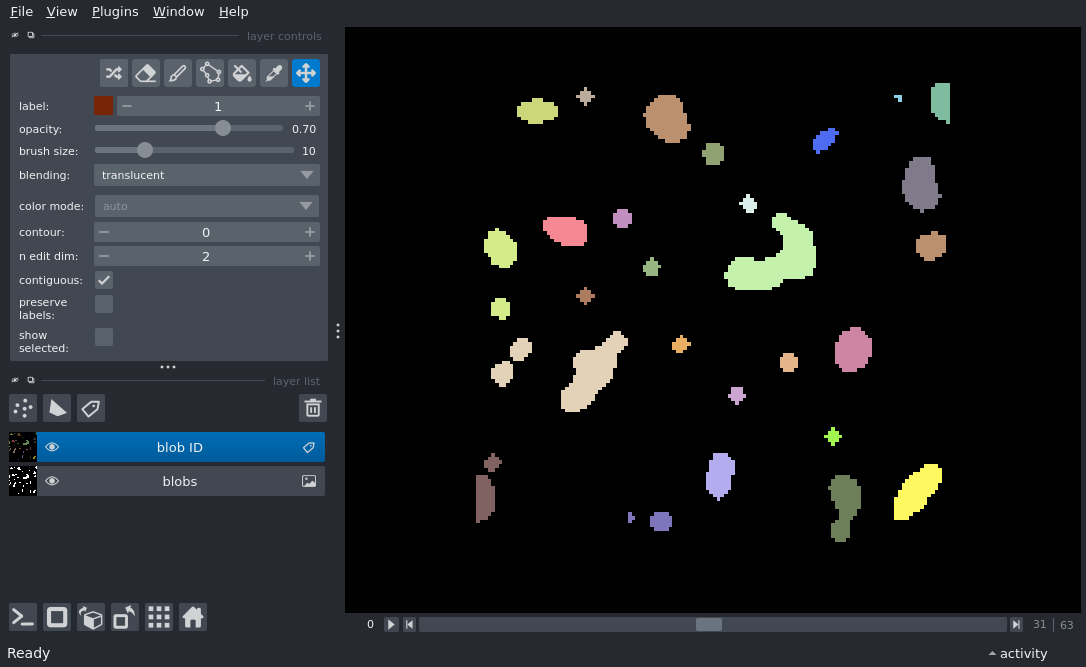 File View Plugins Window Help
layer controls
label: 1
opacity: 0.70
brush size: 10
blending: translucent
color mode: auto
contour: 0
n edit dim: 2
contiguous:
preserve
labels:
show
selected:
layer list
blob ID
blobs
0 31 | 63
Ready activity